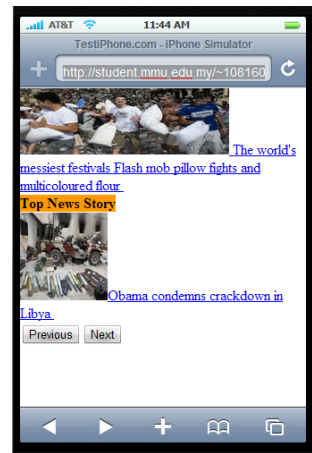 AT&T 11:44 AM
TestiPhone.com - iPhone Simulator
http://student.mmu.edu.my/~108160
The world's
messiest festivals Flash mob pillow fights and
multicoloured flour
Top News Story
Obama condemns crackdown in
Libya
Previous Next